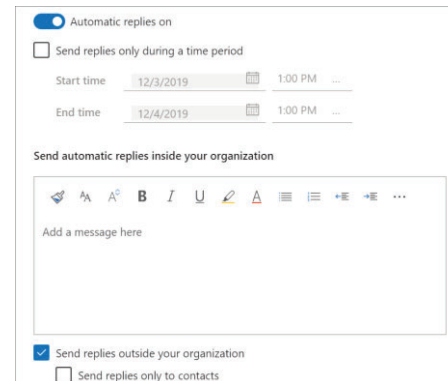 Automatic replies on
Send replies only during a time period
Start time 12/3/2019 1:00 PM ...
End time 12/4/2019 1:00 PM ...
Send automatic replies inside your organization
AA A B I U A ...
Add a message here
Send replies outside your organization
Send replies only to contacts